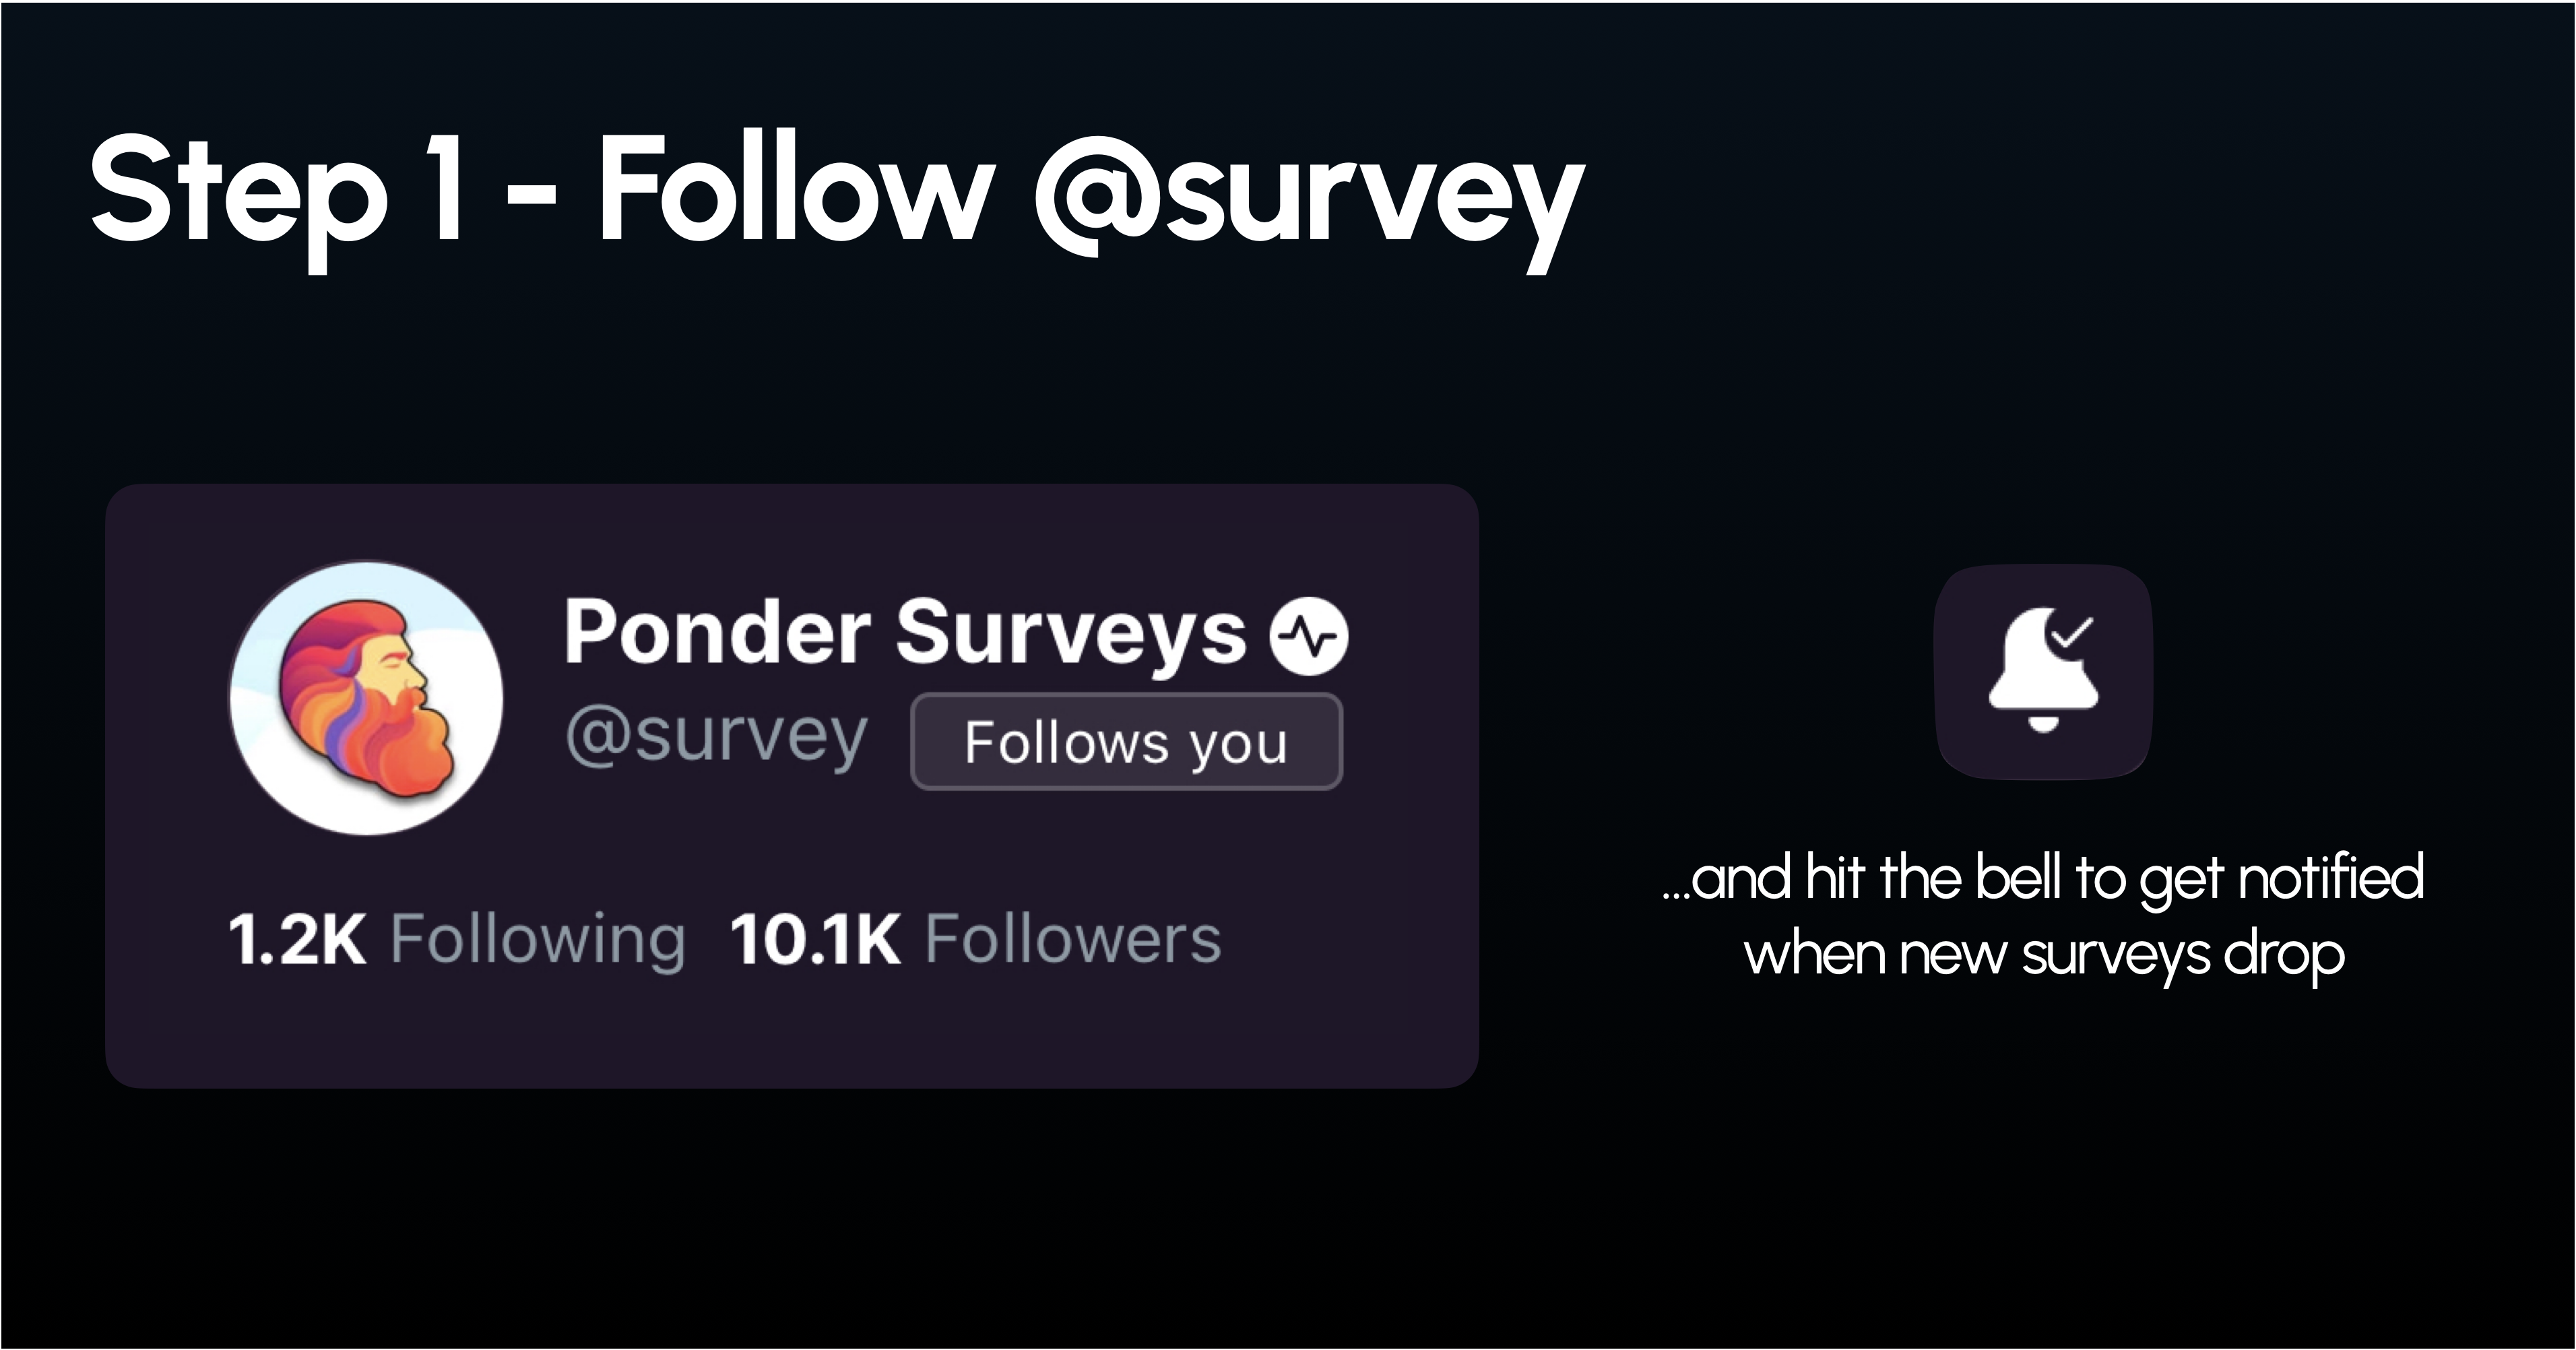 Step 1 - Follow @survey
Ponder Surveys
@survey Follows you
1.2K Following 10.1K Followers
...and hit the bell to get notified
when new surveys drop